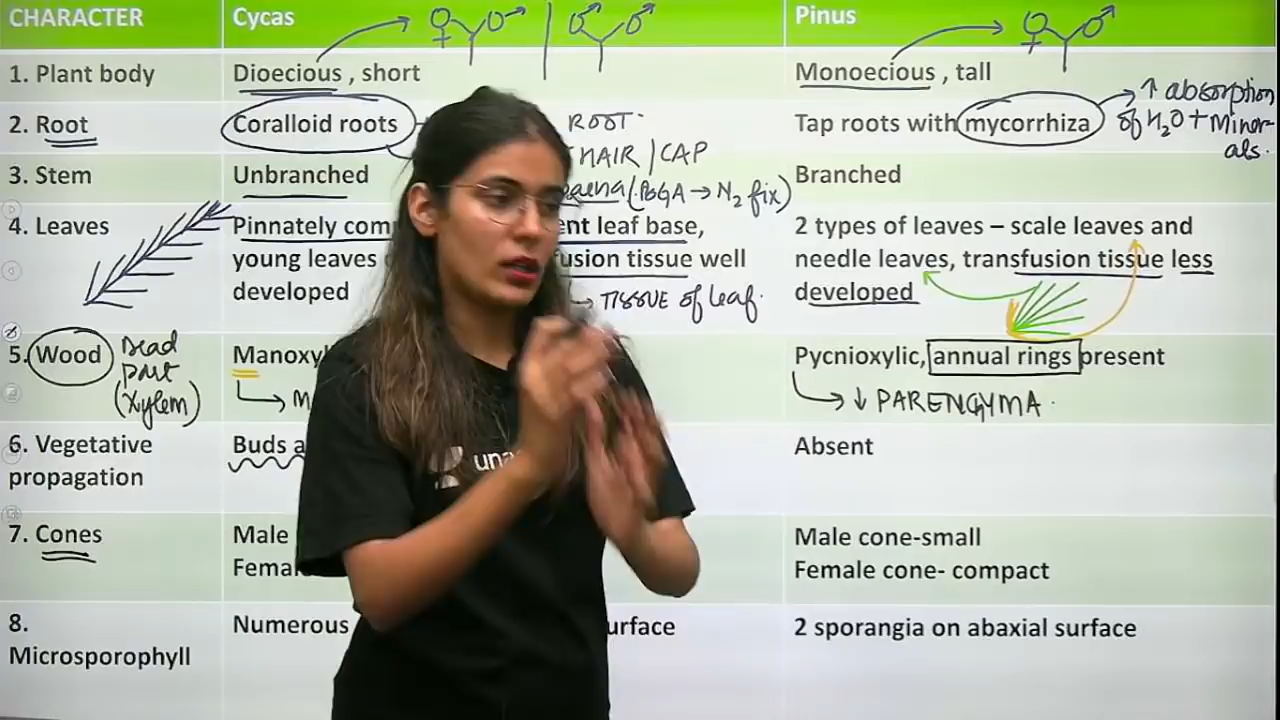 CHARACTER Cycas Pinus
1. Plant body Dioecious , short Monoecious , tall
↑ absorption
of H₂O + Miner-
als.
2. Root Coralloid roots ROOT. Tap roots with mycorrhiza
HAIR / CAP
3. Stem Unbranched Branched
(BGA → N₂ fix)
4. Leaves Pinnately com ent leaf base, 2 types of leaves – scale leaves and
young leaves fusion tissue well needle leaves, transfusion tissue less
developed → TISSUE of Leaf. developed
5. Wood Dead Manoxyl Pycnioxylic, annual rings present
part
(Xylem) M ↓ PARENGYMA.
6. Vegetative Buds a Absent
propagation
una
7. Cones Male Male cone-small
Femal Female cone- compact
8. Numerous urface 2 sporangia on abaxial surface
Microsporophyll